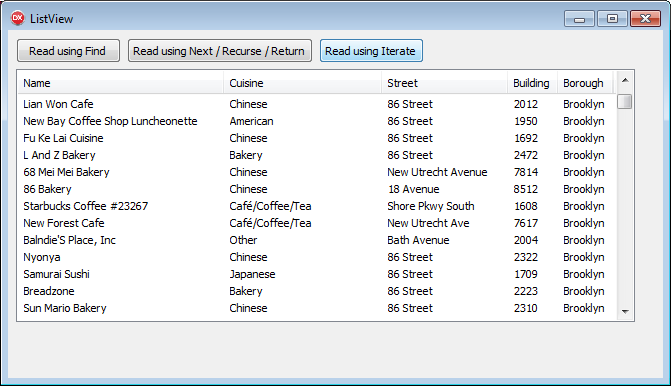 DX ListView
Read using Find Read using Next / Recurse / Return Read using Iterate
Name Cuisine Street Building Borough
Lian Won Cafe Chinese 86 Street 2012 Brooklyn
New Bay Coffee Shop Luncheonette American 86 Street 1950 Brooklyn
Fu Ke Lai Cuisine Chinese 86 Street 1692 Brooklyn
L And Z Bakery Bakery 86 Street 2472 Brooklyn
68 Mei Mei Bakery Chinese New Utrecht Avenue 7814 Brooklyn
86 Bakery Chinese 18 Avenue 8512 Brooklyn
Starbucks Coffee #23267 Café/Coffee/Tea Shore Pkwy South 1608 Brooklyn
New Forest Cafe Café/Coffee/Tea New Utrecht Ave 7617 Brooklyn
Balndie'S Place, Inc Other Bath Avenue 2004 Brooklyn
Nyonya Chinese 86 Street 2322 Brooklyn
Samurai Sushi Japanese 86 Street 1709 Brooklyn
Breadzone Bakery 86 Street 2223 Brooklyn
Sun Mario Bakery Chinese 86 Street 2310 Brooklyn